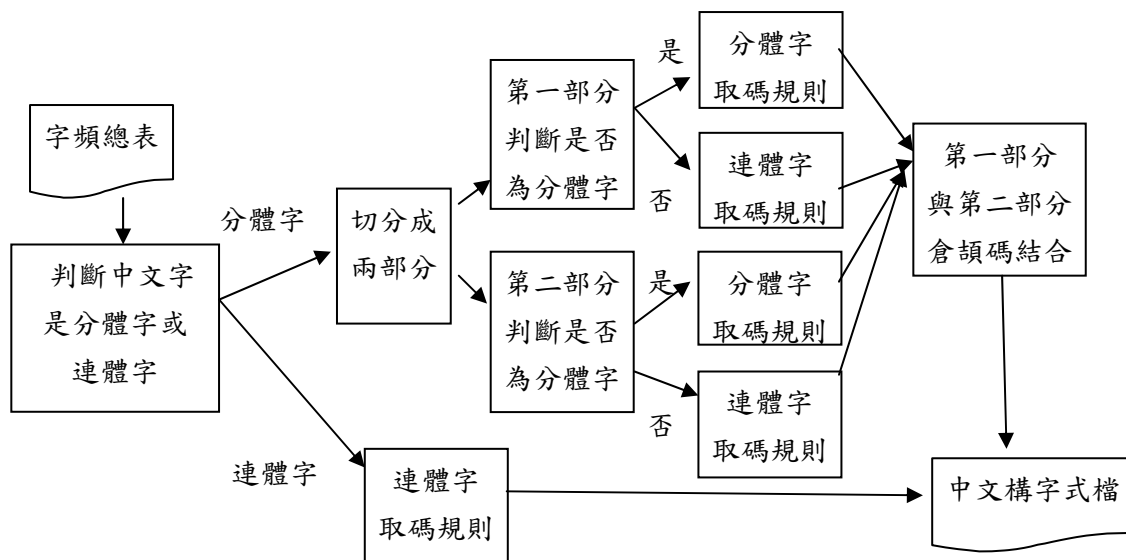 字頻總表
判斷中文字
是分體字或
連體字
分體字
連體字
切分成
兩部分
第一部分
判斷是否
為分體字
是
否
分體字
取碼規則
連體字
取碼規則
第二部分
判斷是否
為分體字
是
否
分體字
取碼規則
連體字
取碼規則
第一部分
與第二部分
倉頡碼結合
連體字
取碼規則
中文構字式檔